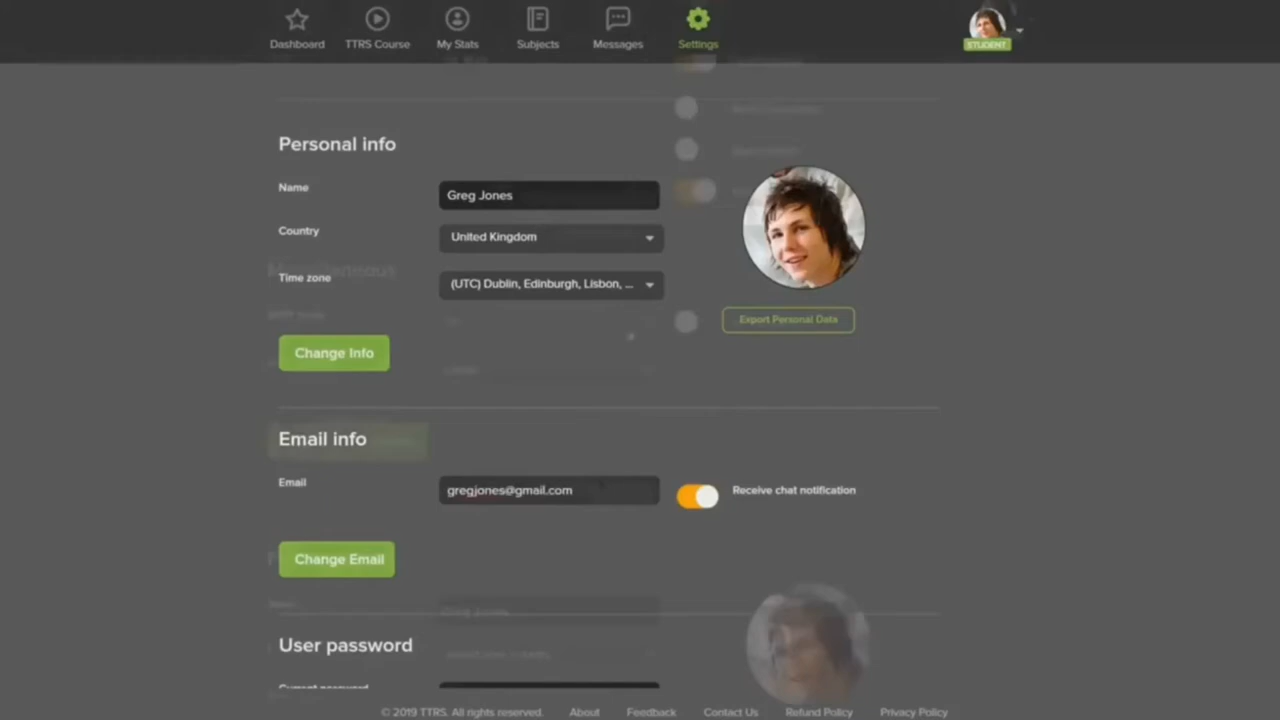 Dashboard
TTRS Course
My Stats
Subjects
Messages
Settings
STUDENT
Personal info
Name
Greg Jones
Country
United Kingdom
Time zone
(UTC) Dublin, Edinburgh, Lisbon, ...
Export Personal Data
Change Info
Email info
Email
gregjones@gmail.com
Receive chat notification
Change Email
User password
Current password
© 2019 TTRS. All rights reserved.
About
Feedback
Contact Us
Refund Policy
Privacy Policy